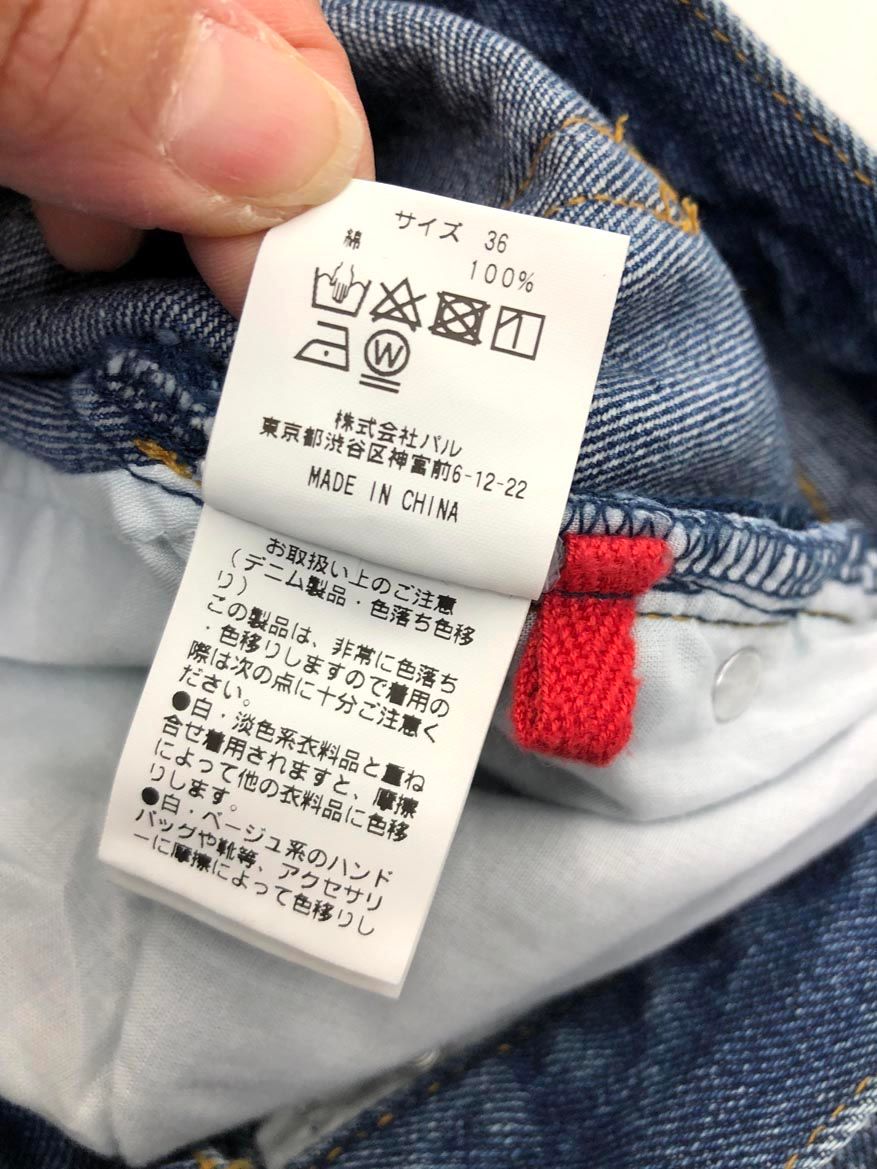 サイズ 36
綿 100%
W
株式会社パル
東京都渋谷区神宮前6-12-22
MADE IN CHINA
お取扱い上のご注意
(デニム製品・色落ち色移
り)
この製品は、非常に色落ち
・色移りしますので着用の
際は次の点に十分ご注意く
ださい。
●白・淡色系衣料品と重ね
合せ着用されますと、摩擦
によって他の衣料品に色移
りします。
●白・ベージュ系のハンド
バッグや靴等、アクセサリ
ーに摩擦によって色移りし